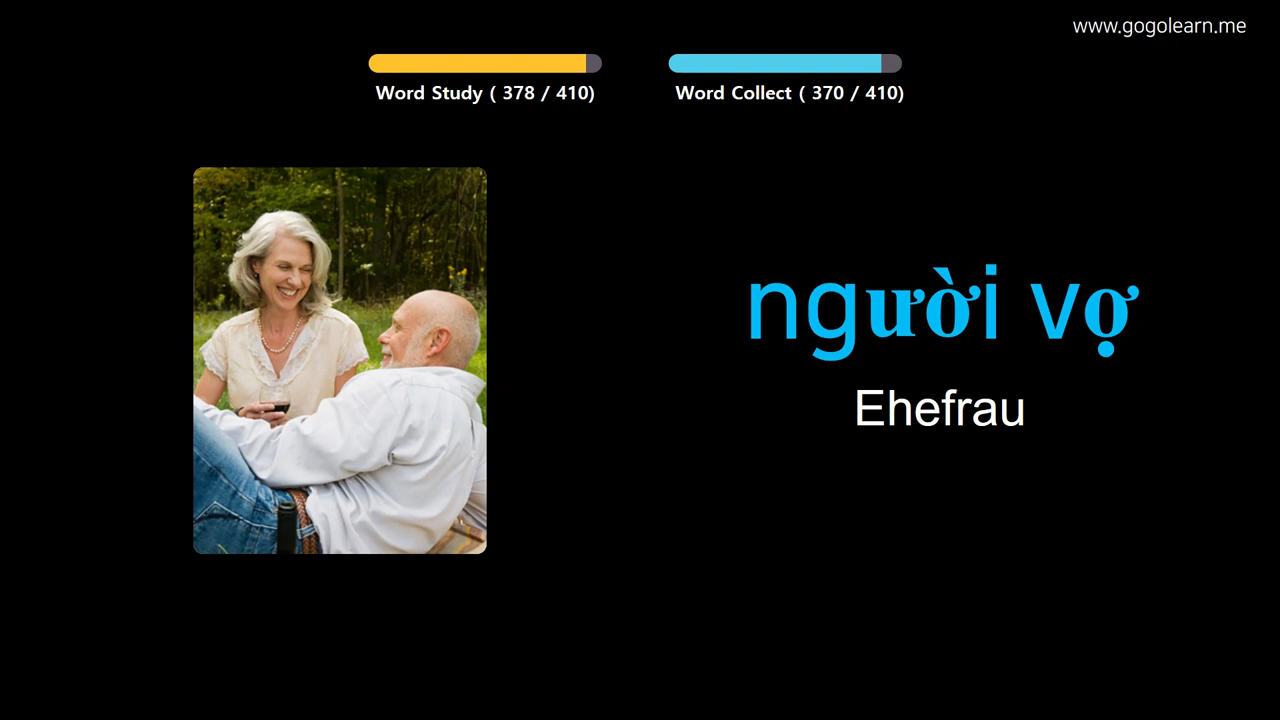 www.gogolearn.me
Word Study ( 378 / 410)
Word Collect ( 370 / 410)
người vợ
Ehefrau